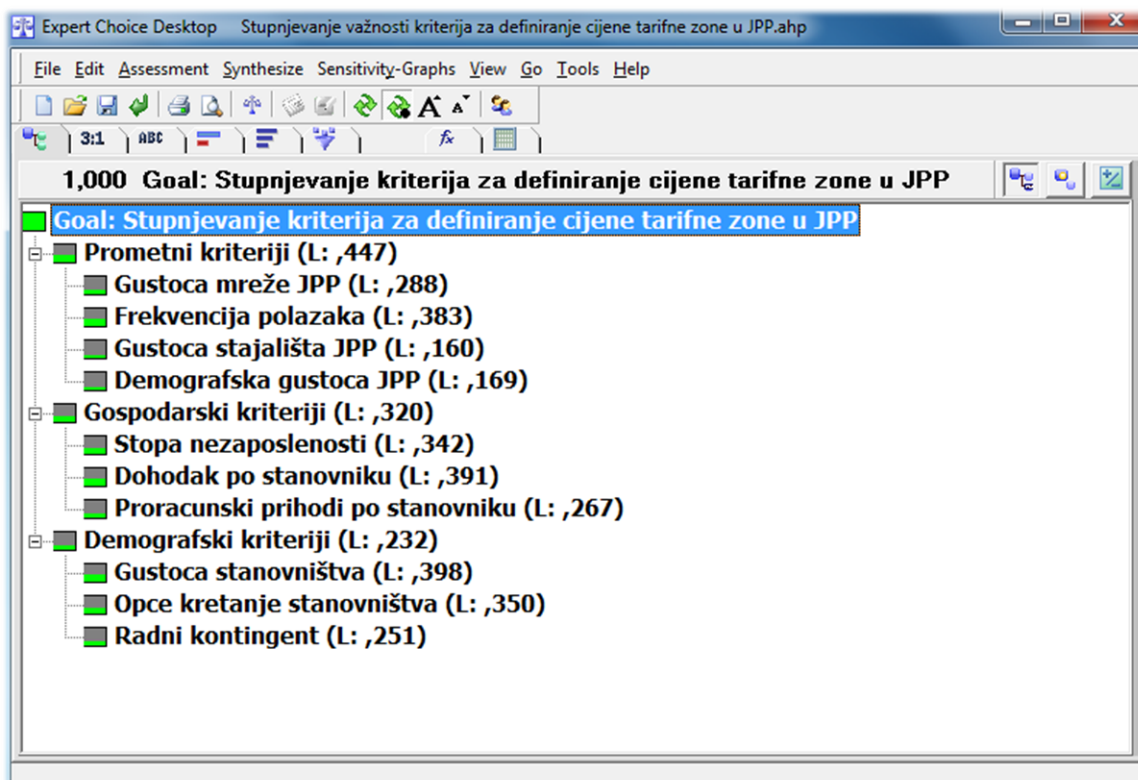 Expert Choice Desktop Stupnjevanje važnosti kriterija za definiranje cijene tarifne zone u JPP.ahp
File Edit Assessment Synthesize Sensitivity-Graphs View Go Tools Help
A A
3:1 ABC fx
1,000 Goal: Stupnjevanje kriterija za definiranje cijene tarifne zone u JPP
Goal: Stupnjevanje kriterija za definiranje cijene tarifne zone u JPP
Prometni kriteriji (L: ,447)
Gustoca mreže JPP (L: ,288)
Frekvencija polazaka (L: ,383)
Gustoca stajališta JPP (L: ,160)
Demografska gustoca JPP (L: ,169)
Gospodarski kriteriji (L: ,320)
Stopa nezaposlenosti (L: ,342)
Dohodak po stanovniku (L: ,391)
Proracunski prihodi po stanovniku (L: ,267)
Demografski kriteriji (L: ,232)
Gustoca stanovništva (L: ,398)
Opce kretanje stanovništva (L: ,350)
Radni kontingent (L: ,251)